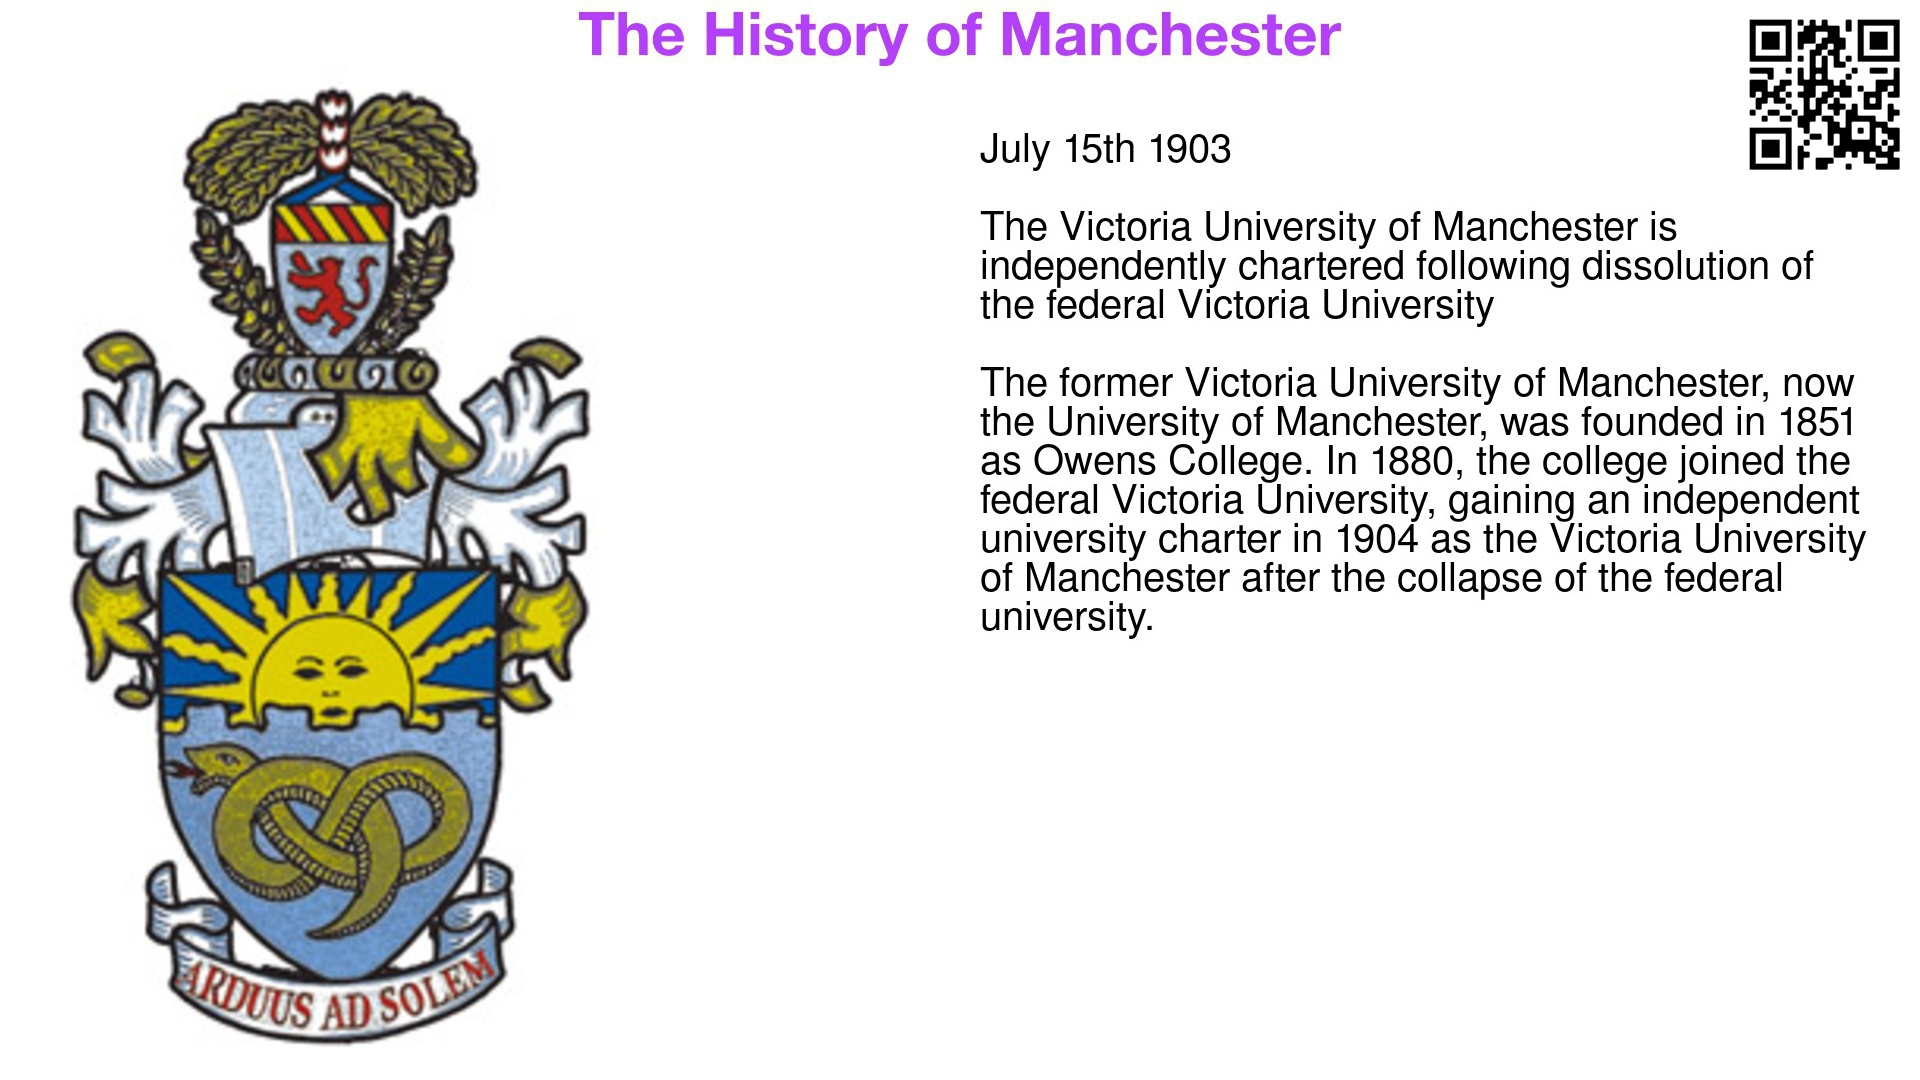 The History of Manchester
July 15th 1903
The Victoria University of Manchester is
independently chartered following dissolution of
the federal Victoria University
The former Victoria University of Manchester, now
the University of Manchester, was founded in 1851
as Owens College. In 1880, the college joined the
federal Victoria University, gaining an independent
university charter in 1904 as the Victoria University
of Manchester after the collapse of the federal
university.
ARDUUS AD SOLEM